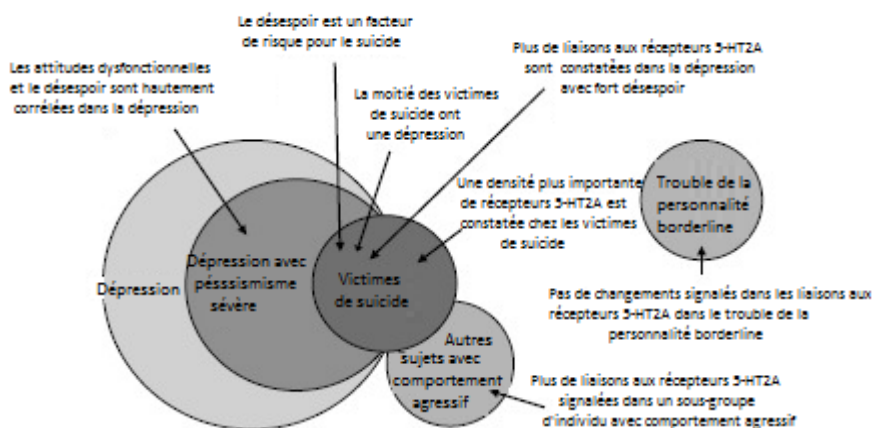 Le désespoir est un facteur
de risque pour le suicide
Plus de liaisons aux récepteurs 5-HT2A
sont constatées dans la dépression
avec fort désespoir
Les attitudes dysfonctionnelles
et le désespoir sont hautement
corrélées dans la dépression
La moitié des victimes
de suicide ont
une dépression
Une densité plus importante
de récepteurs 5-HT2A est
constatée chez les victimes
de suicide
Trouble de la
personnalité
borderline
Dépression
Dépression avec
pésssismisme
sévère
Victimes
de suicide
Pas de changements signalés dans les liaisons aux
récepteurs 5-HT2A dans le trouble de la
personnalité borderline
Autres
sujets avec
comportement
agressif
Plus de liaisons aux récepteurs 5-HT2A
signalées dans un sous-groupe
d'individu avec comportement agressif